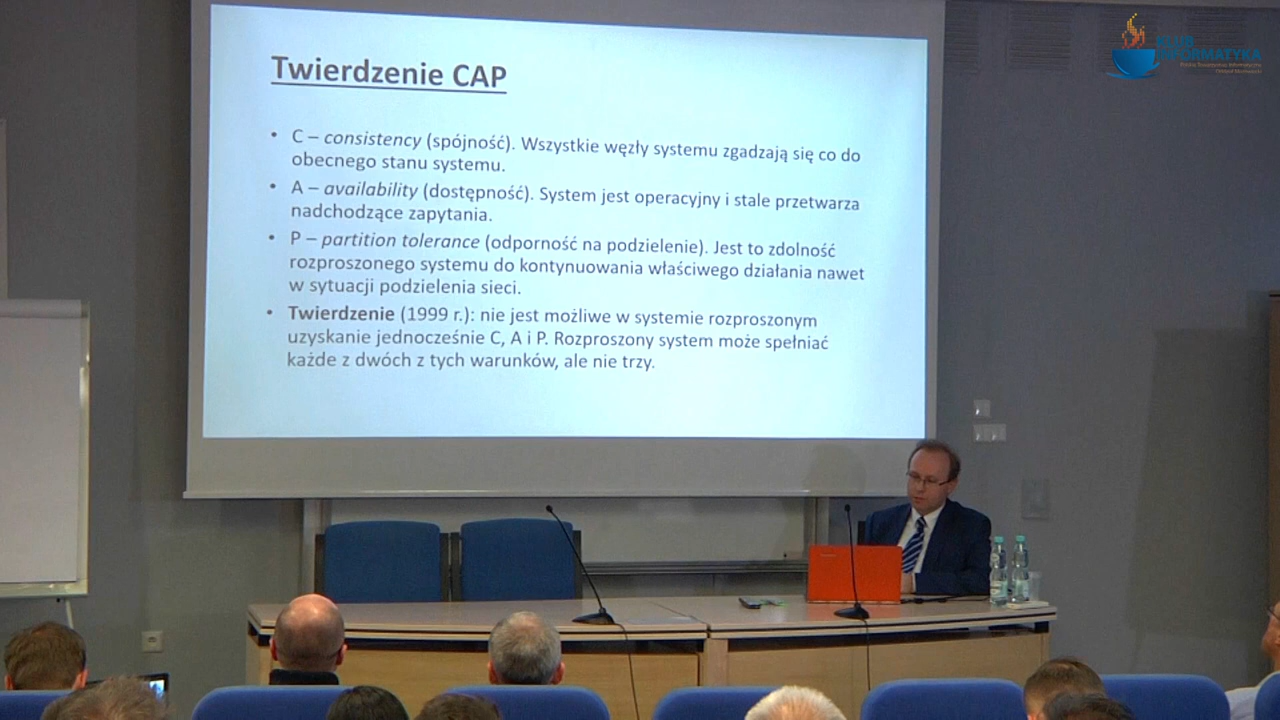 Twierdzenie CAP
• C – consistency (spójność). Wszystkie węzły systemu zgadzają się co do
obecnego stanu systemu.
• A – availability (dostępność). System jest operacyjny i stale przetwarza
nadchodzące zapytania.
• P – partition tolerance (odporność na podzielenie). Jest to zdolność
rozproszonego systemu do kontynuowania właściwego działania nawet
w sytuacji podzielenia sieci.
• Twierdzenie (1999 r.): nie jest możliwe w systemie rozproszonym
uzyskanie jednocześnie C, A i P. Rozproszony system może spełniać
każde z dwóch z tych warunków, ale nie trzy.
KLUB
INFORMATYKA
Polskie Towarzystwo Informatyczne